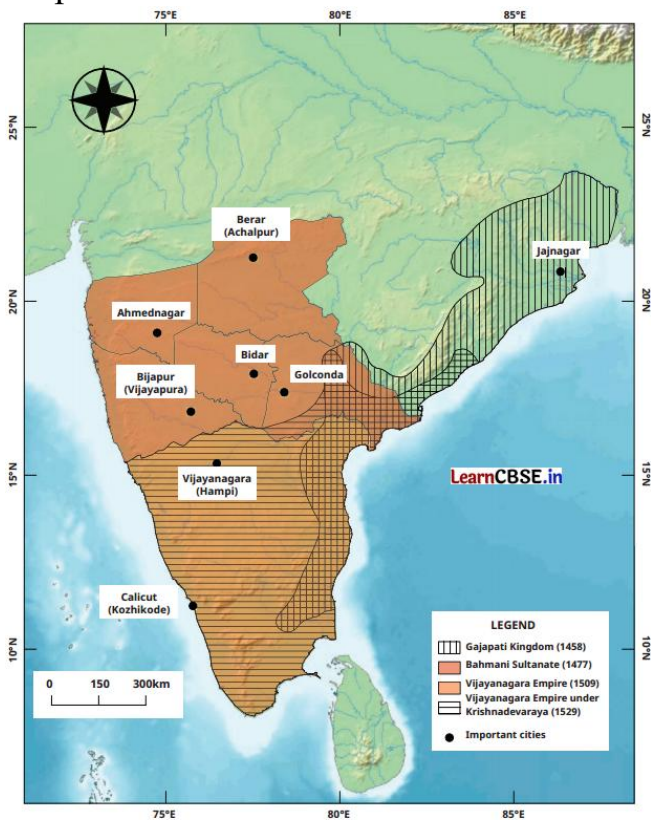 75°E 80°E 85°E
25°N 25°N
Berar
(Achalpur)
Jajnagar
20°N 20°N
Ahmednagar
Bidar
Golconda
Bijapur
(Vijayapura)
Vijayanagara
(Hampi)
LearnCBSE.in
15°N 15°N
Calicut
(Kozhikode)
10°N 10°N
0 150 300km
LEGEND
Gajapati Kingdom (1458)
Bahmani Sultanate (1477)
Vijayanagara Empire (1509)
Vijayanagara Empire under
Krishnadevaraya (1529)
Important cities
75°E 80°E 85°E